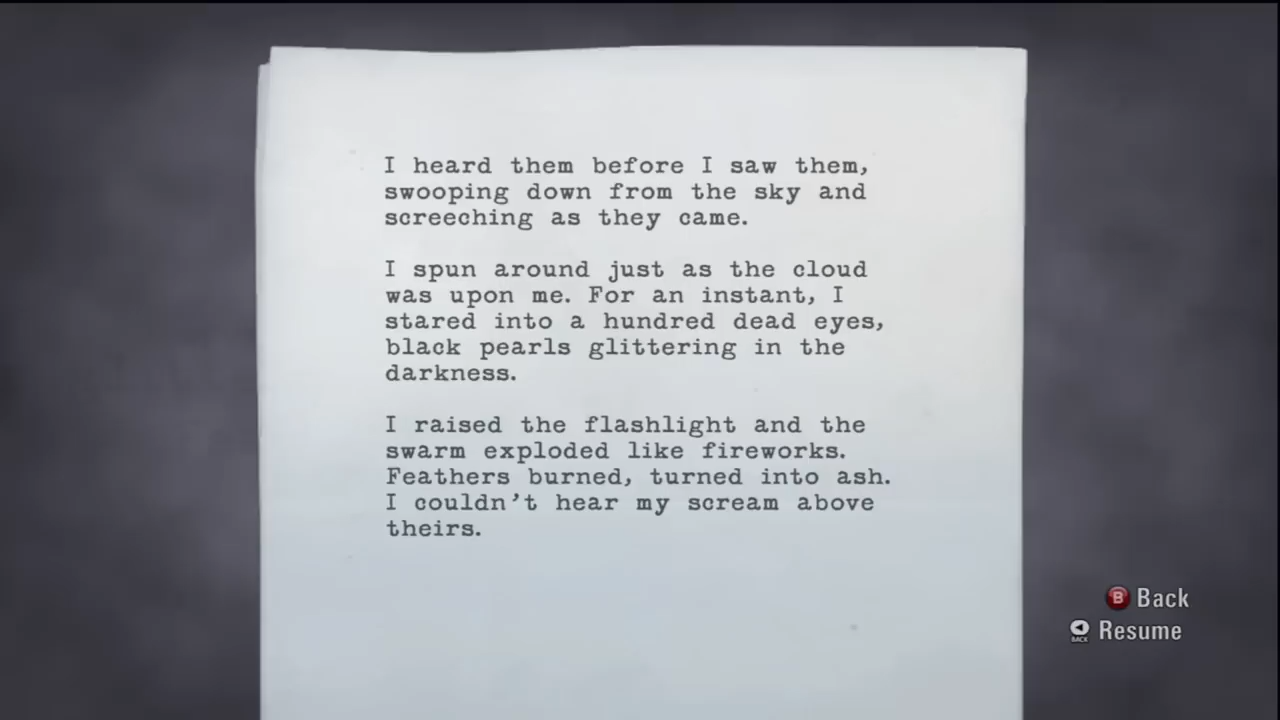 I heard them before I saw them,
swooping down from the sky and
screeching as they came.
I spun around just as the cloud
was upon me. For an instant, I
stared into a hundred dead eyes,
black pearls glittering in the
darkness.
I raised the flashlight and the
swarm exploded like fireworks.
Feathers burned, turned into ash.
I couldn't hear my scream above
theirs.
B Back
BACK Resume